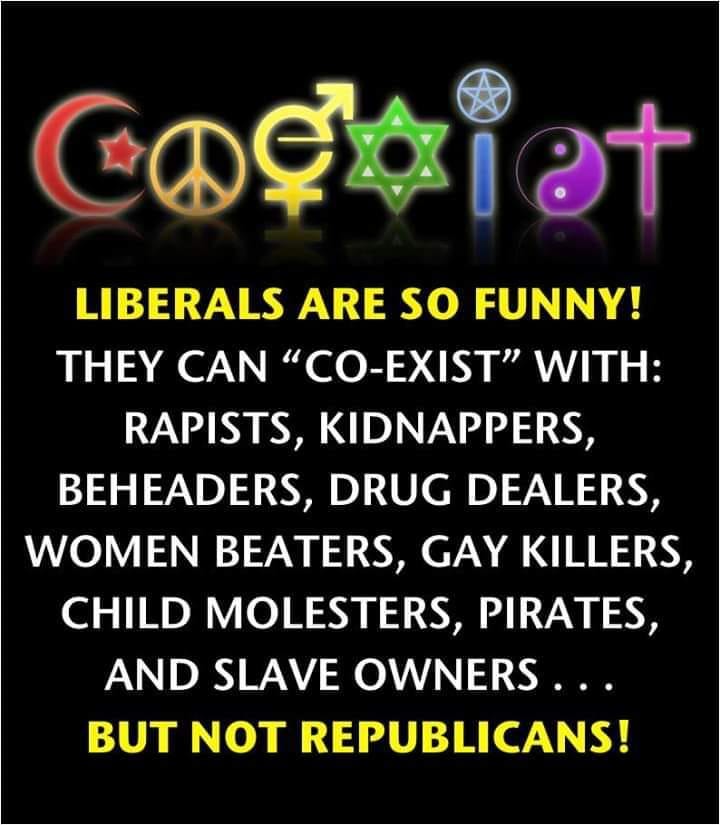 Coexist
LIBERALS ARE SO FUNNY!
THEY CAN “CO-EXIST” WITH:
RAPISTS, KIDNAPPERS,
BEHEADERS, DRUG DEALERS,
WOMEN BEATERS, GAY KILLERS,
CHILD MOLESTERS, PIRATES,
AND SLAVE OWNERS . . .
BUT NOT REPUBLICANS!